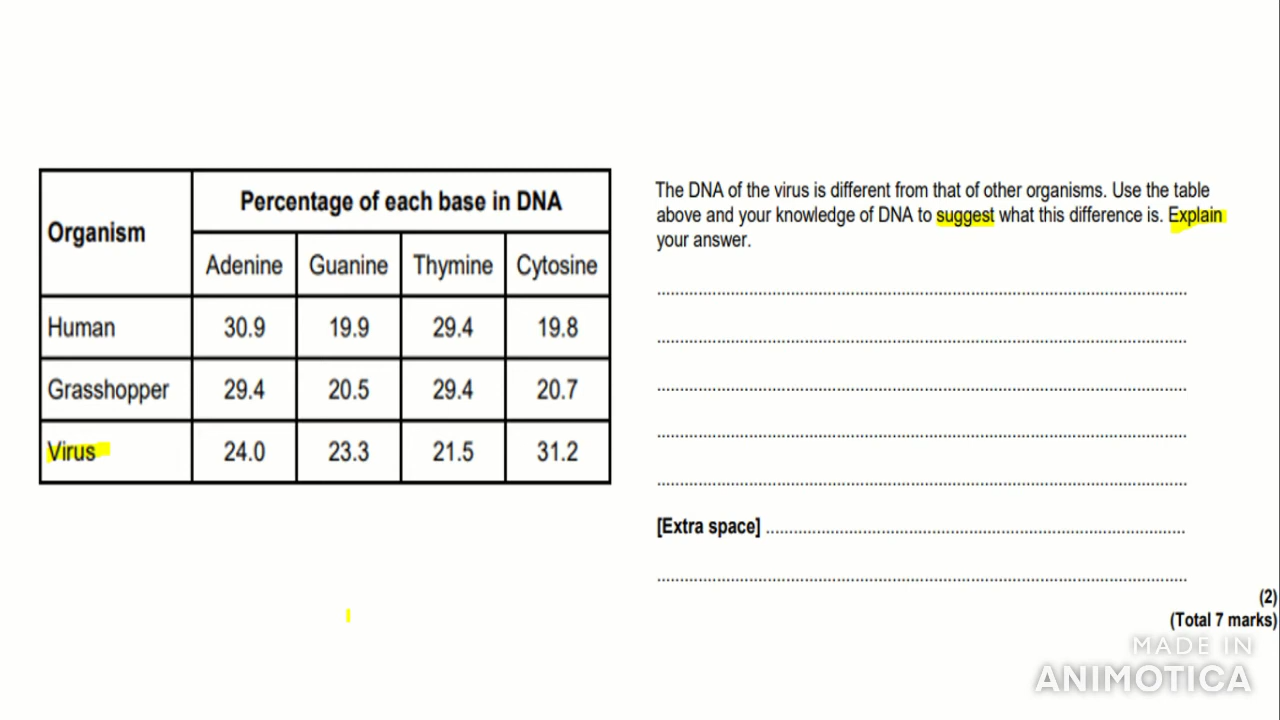 Organism
Percentage of each base in DNA
Adenine Guanine Thymine Cytosine
Human 30.9 19.9 29.4 19.8
Grasshopper 29.4 20.5 29.4 20.7
Virus 24.0 23.3 21.5 31.2
The DNA of the virus is different from that of other organisms. Use the table
above and your knowledge of DNA to suggest what this difference is. Explain
your answer.
[Extra space]
(2)
(Total 7 marks)
MADE IN
ANIMOTICA